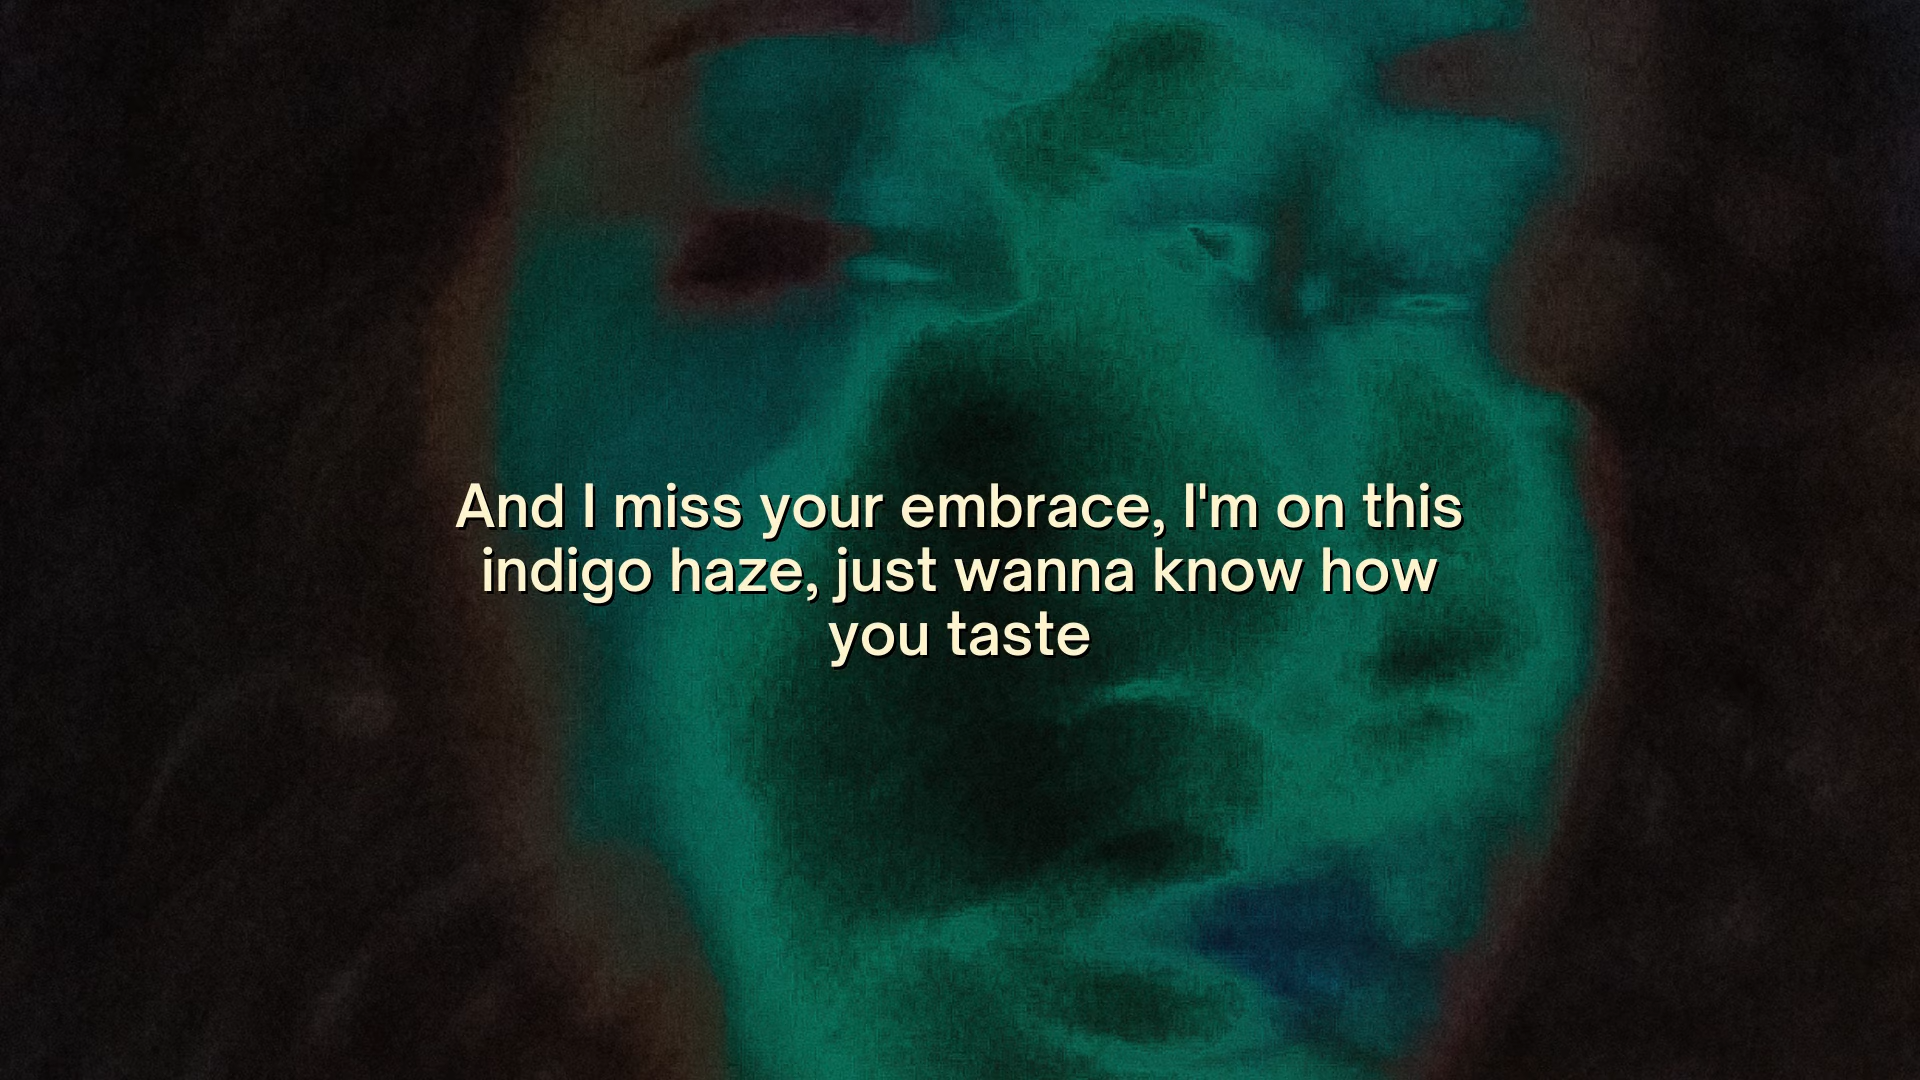 And I miss your embrace, I'm on this
indigo haze, just wanna know how
you taste